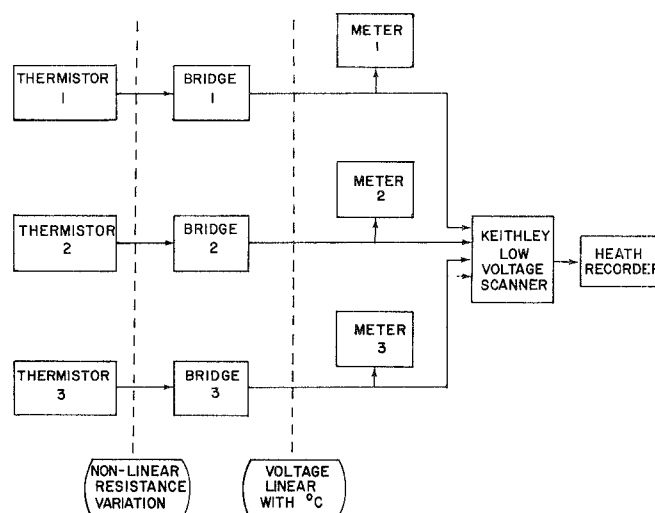 METER
1
THERMISTOR
1
BRIDGE
1
METER
2
THERMISTOR
2
BRIDGE
2
KEITHLEY
LOW
VOLTAGE
SCANNER
HEATH
RECORDER
METER
3
THERMISTOR
3
BRIDGE
3
NON-LINEAR
RESISTANCE
VARIATION
VOLTAGE
LINEAR
WITH °C